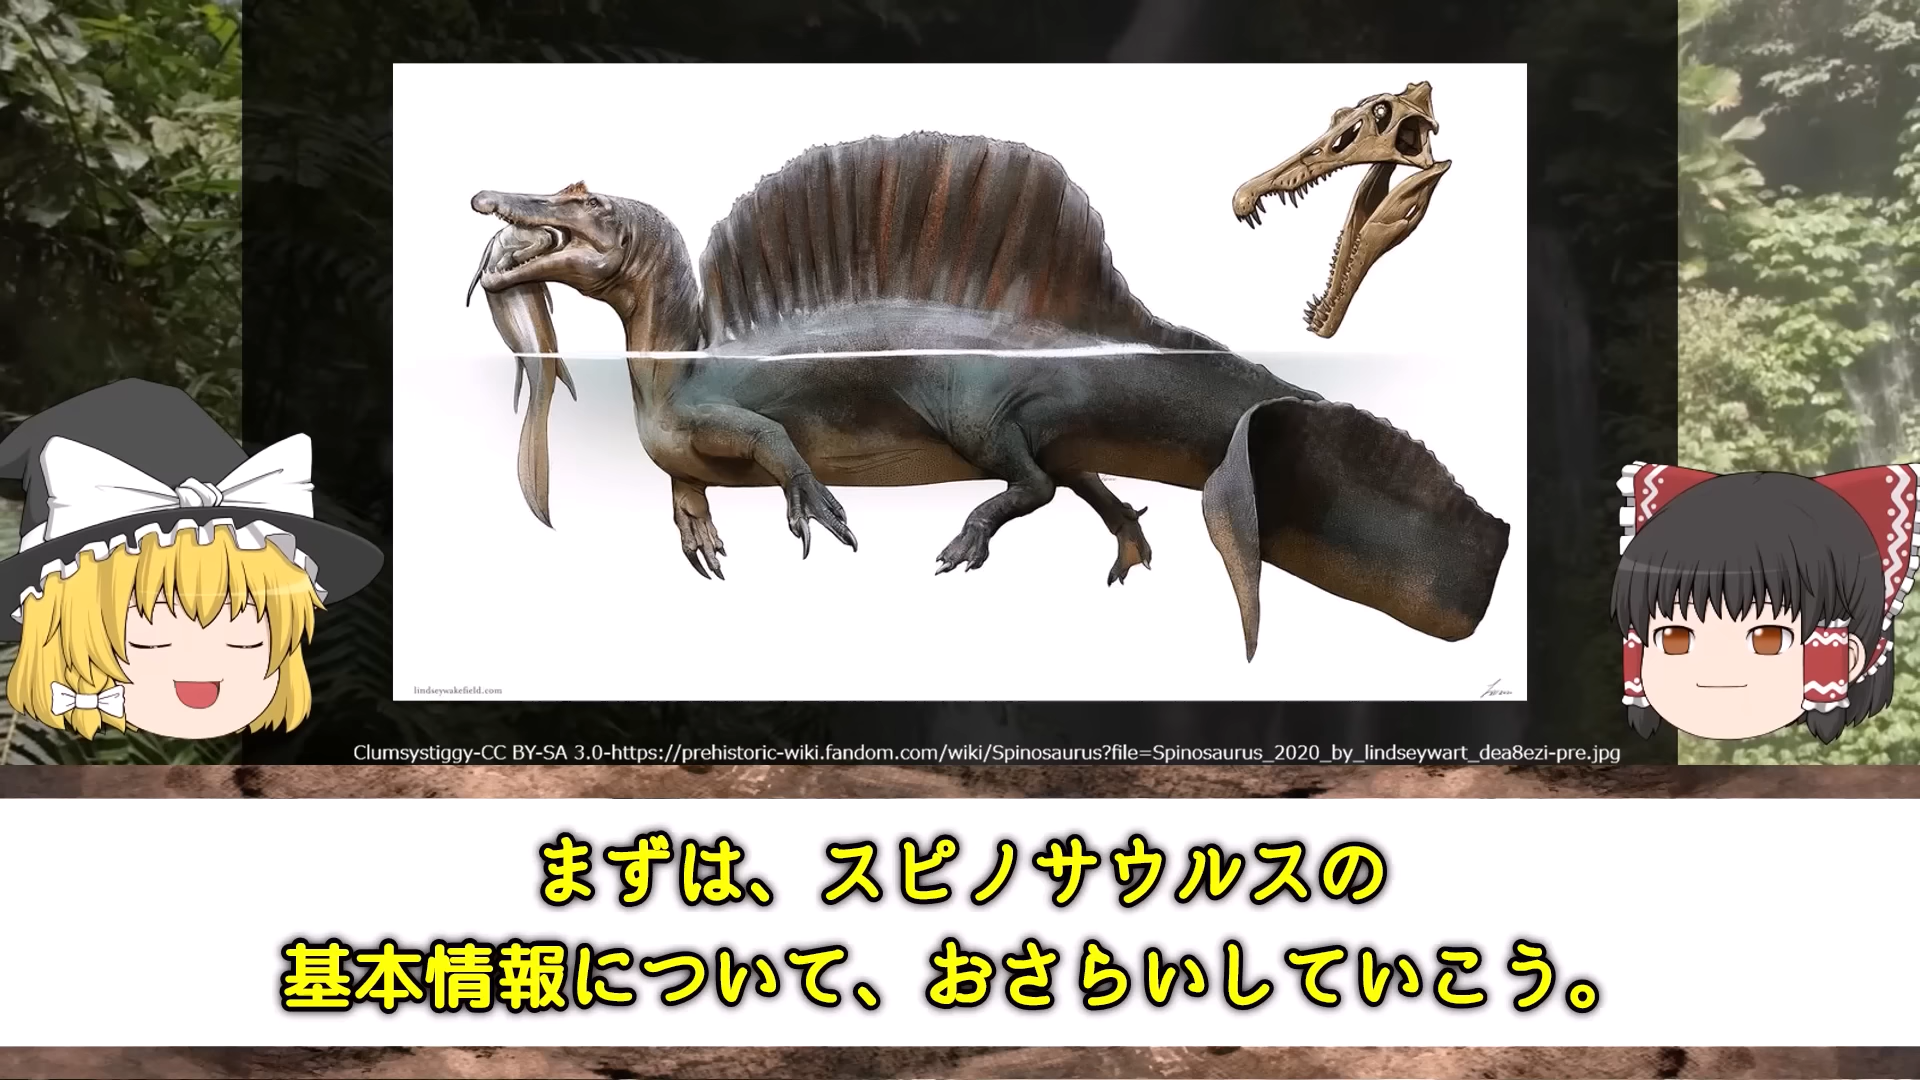 lindseywakefield.com
Clumsystiggy-CC BY-SA 3.0-https://prehistoric-wiki.fandom.com/wiki/Spinosaurus?file=Spinosaurus_2020_by_lindseywart_dea8ezi-pre.jpg
まずは、スピノサウルスの
基本情報について、おさらいしていこう。